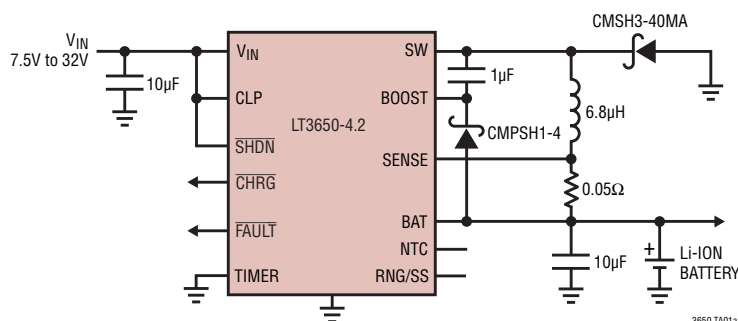 CMSH3-40MA
VIN
7.5V to 32V
10µF
VIN
CLP
SHDN
CHRG
FAULT
TIMER
LT3650-4.2
SW
BOOST
SENSE
BAT
NTC
RNG/SS
1µF
CMPSH1-4
6.8µH
0.05Ω
10µF
+
Li-ION
BATTERY
3650 TA01a